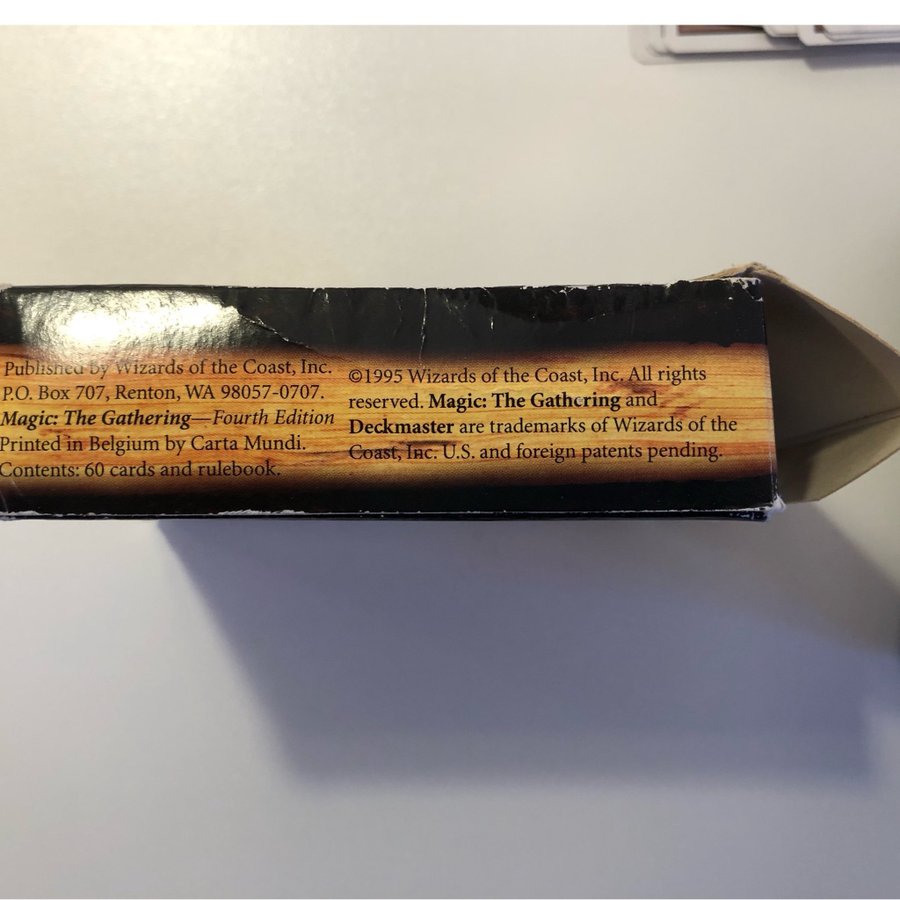 Published by Wizards of the Coast, Inc.
P.O. Box 707, Renton, WA 98057-0707.
Magic: The Gathering—Fourth Edition
Printed in Belgium by Carta Mundi.
Contents: 60 cards and rulebook.
©1995 Wizards of the Coast, Inc. All rights
reserved. Magic: The Gathering and
Deckmaster are trademarks of Wizards of the
Coast, Inc. U.S. and foreign patents pending.